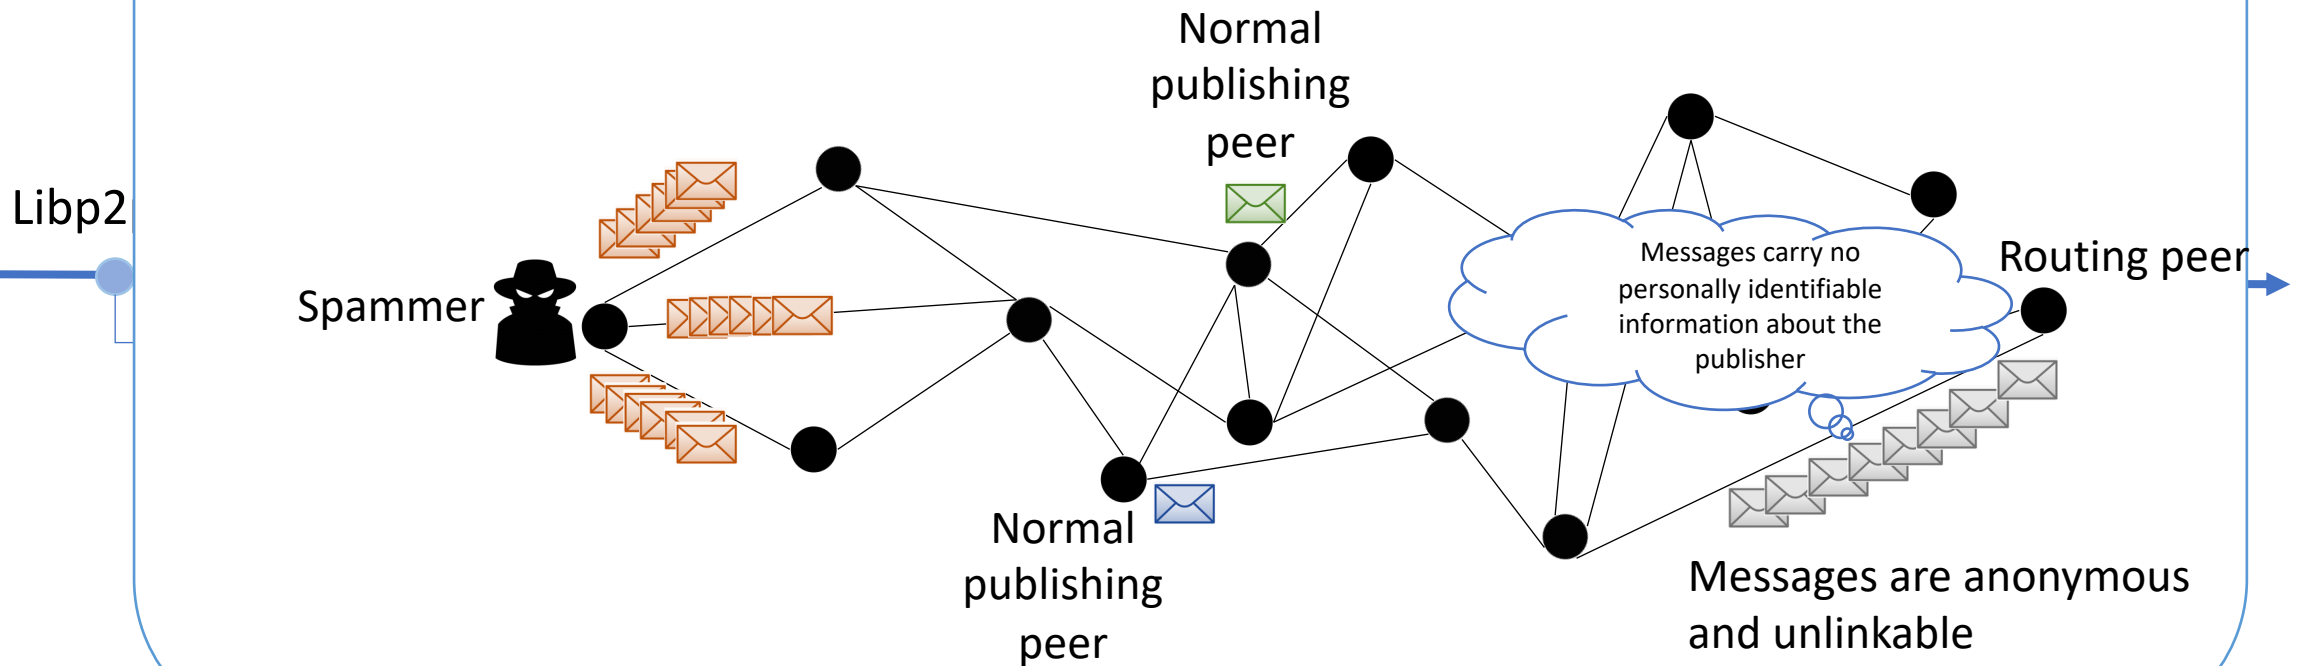 Normal
publishing
peer
Libp2
Spammer
Messages carry no
personally identifiable
information about the
publisher
Routing peer
Normal
publishing
peer
Messages are anonymous
and unlinkable